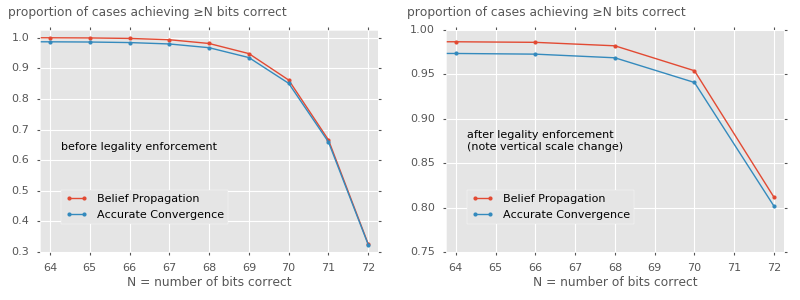 proportion of cases achieving ≥N bits correct
1.0
0.9
0.8
0.7
0.6
0.5
0.4
0.3
before legality enforcement
Belief Propagation
Accurate Convergence
64 65 66 67 68 69 70 71 72
N = number of bits correct
proportion of cases achieving ≥N bits correct
1.00
0.95
0.90
0.85
0.80
0.75
after legality enforcement
(note vertical scale change)
Belief Propagation
Accurate Convergence
64 65 66 67 68 69 70 71 72
N = number of bits correct